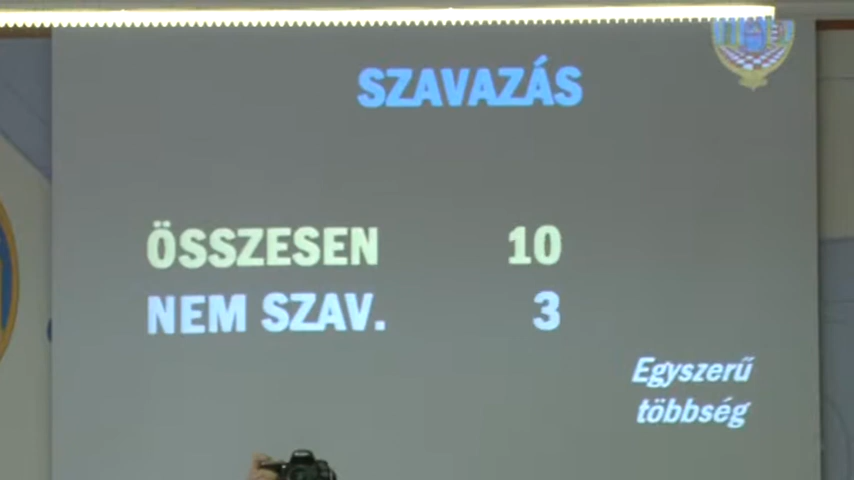 SZAVAZÁS
ÖSSZESEN 10
NEM SZAV. 3
Egyszerű
többség